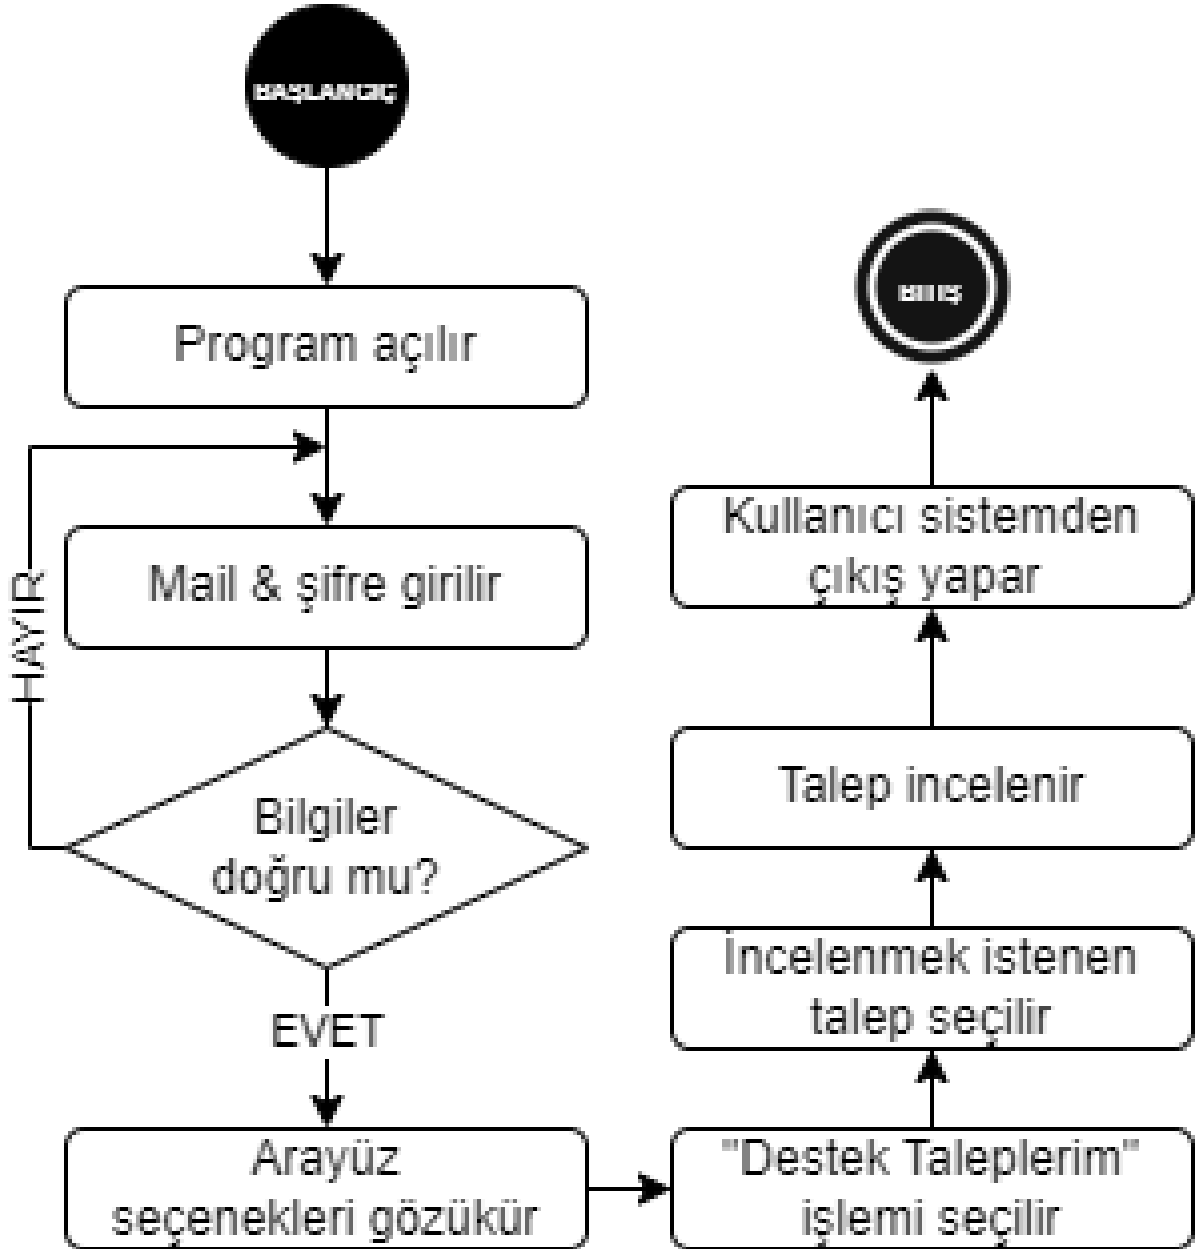 BAŞLANGIÇ
Program açılır
Mail & şifre girilir
HAYIR
Bilgiler
doğru mu?
EVET
Arayüz
seçenekleri gözükür
"Destek Taleplerim"
işlemi seçilir
İncelenmek istenen
talep seçilir
Talep incelenir
Kullanıcı sistemden
çıkış yapar
BİTİŞ